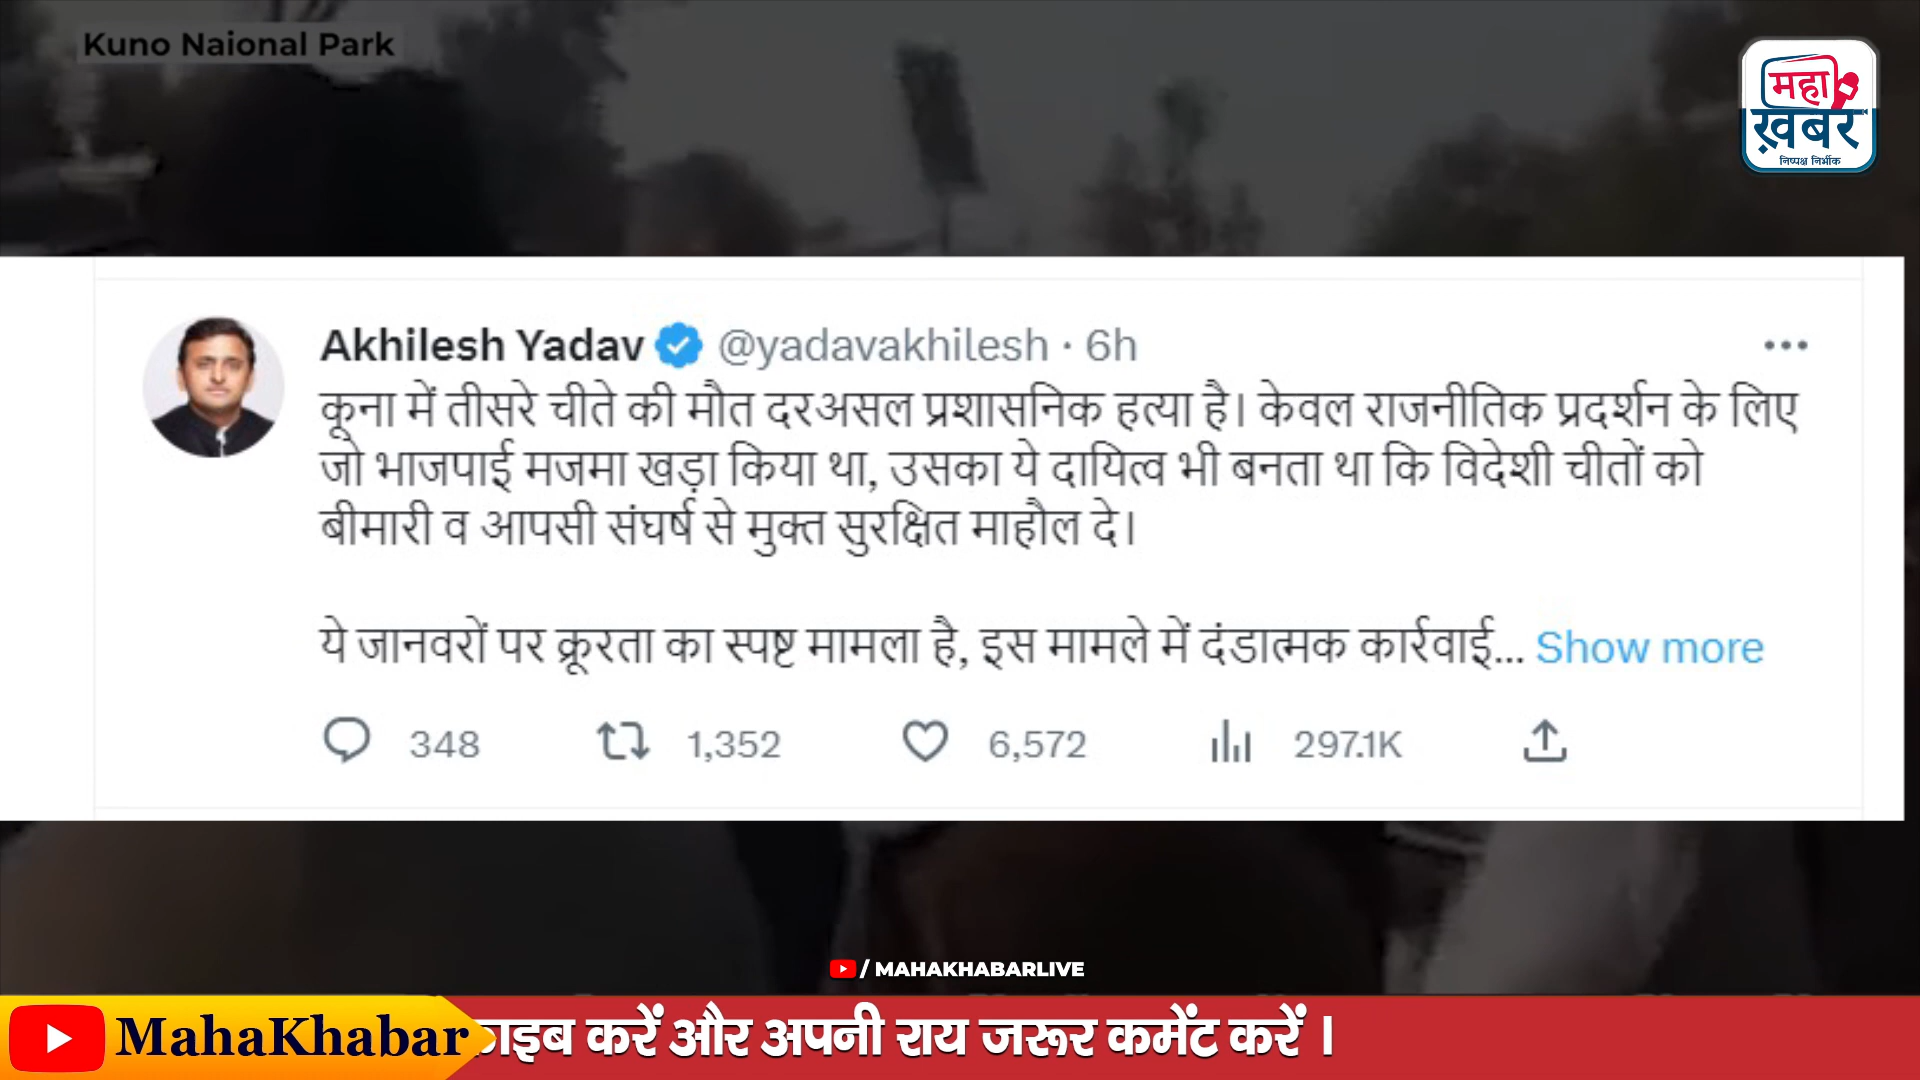 Kuno Naional Park
महा
ख़बर
निष्पक्ष निर्भीक
Akhilesh Yadav @yadavakhilesh · 6h
कूना में तीसरे चीते की मौत दरअसल प्रशासनिक हत्या है। केवल राजनीतिक प्रदर्शन के लिए
जो भाजपाई मजमा खड़ा किया था, उसका ये दायित्व भी बनता था कि विदेशी चीतों को
बीमारी व आपसी संघर्ष से मुक्त सुरक्षित माहौल दे।
ये जानवरों पर क्रूरता का स्पष्ट मामला है, इस मामले में दंडात्मक कार्रवाई... Show more
348 1,352 6,572 297.1K
/ MAHAKHABARLIVE
MahaKhabar
करें और अपनी राय जरूर कमेंट करें ।